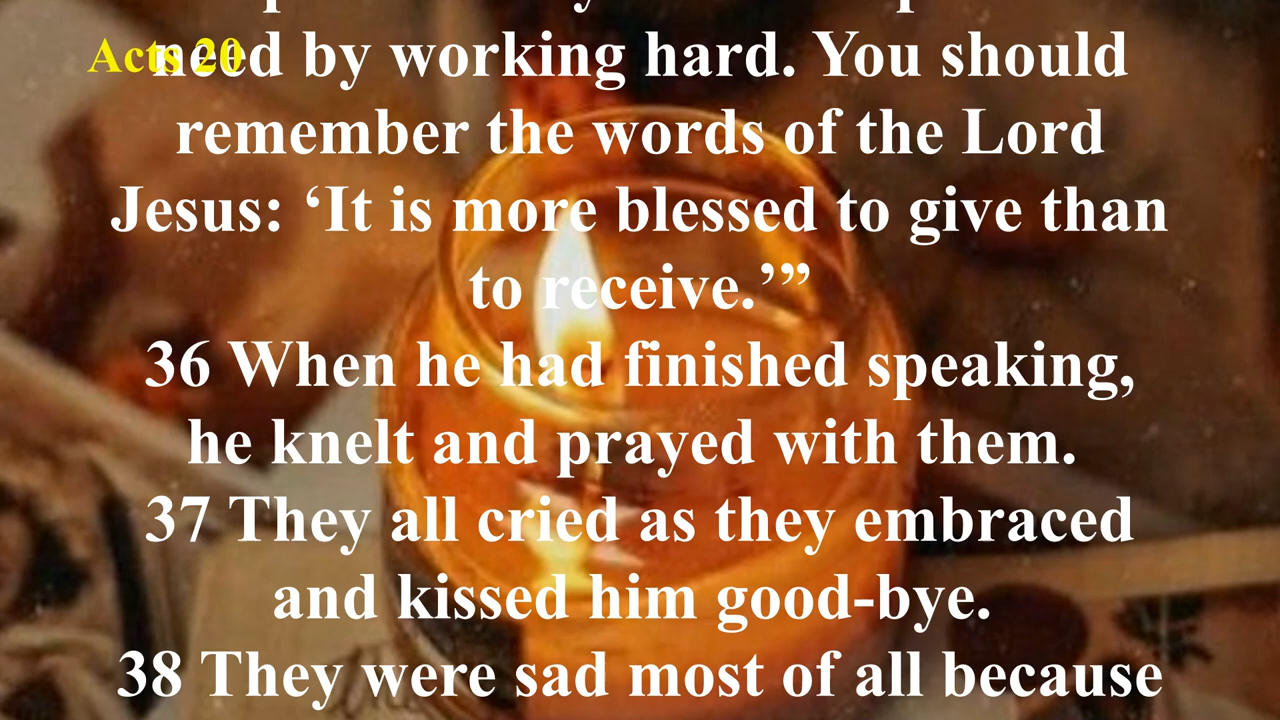 Acts 20
need by working hard. You should
remember the words of the Lord
Jesus: ‘It is more blessed to give than
to receive.’”
36 When he had finished speaking,
he knelt and prayed with them.
37 They all cried as they embraced
and kissed him good-bye.
38 They were sad most of all because